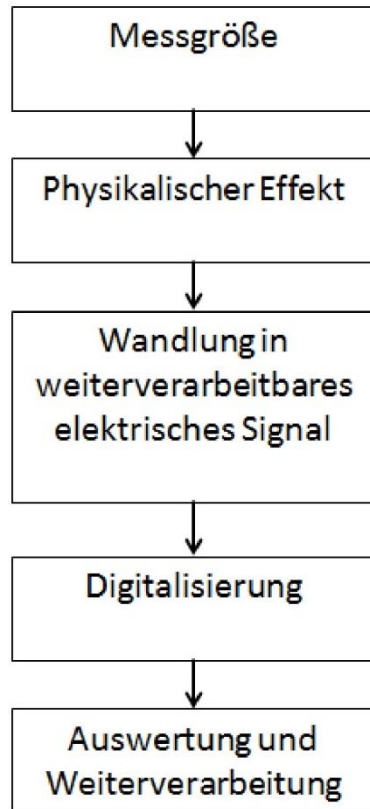 Messgröße
Physikalischer Effekt
Wandlung in
weiterverarbeitbares
elektrisches Signal
Digitalisierung
Auswertung und
Weiterverarbeitung